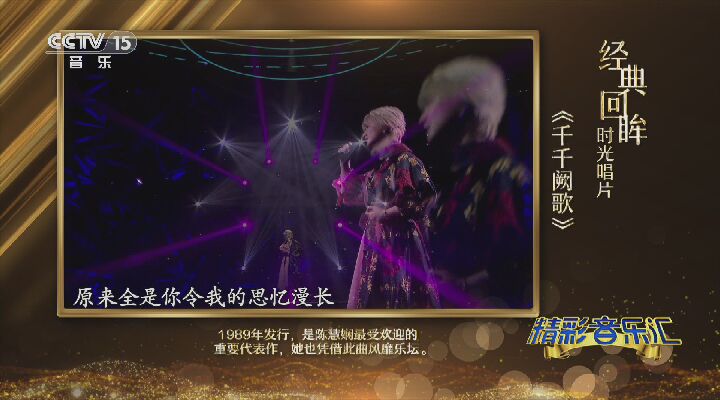 CCTV 15
音乐
经典回眸
时光唱片
《千千阙歌》
原来全是你令我的思忆漫长
1989年发行，是陈慧娴最受欢迎的
重要代表作，她也凭借此曲风靡乐坛。
精彩音乐汇